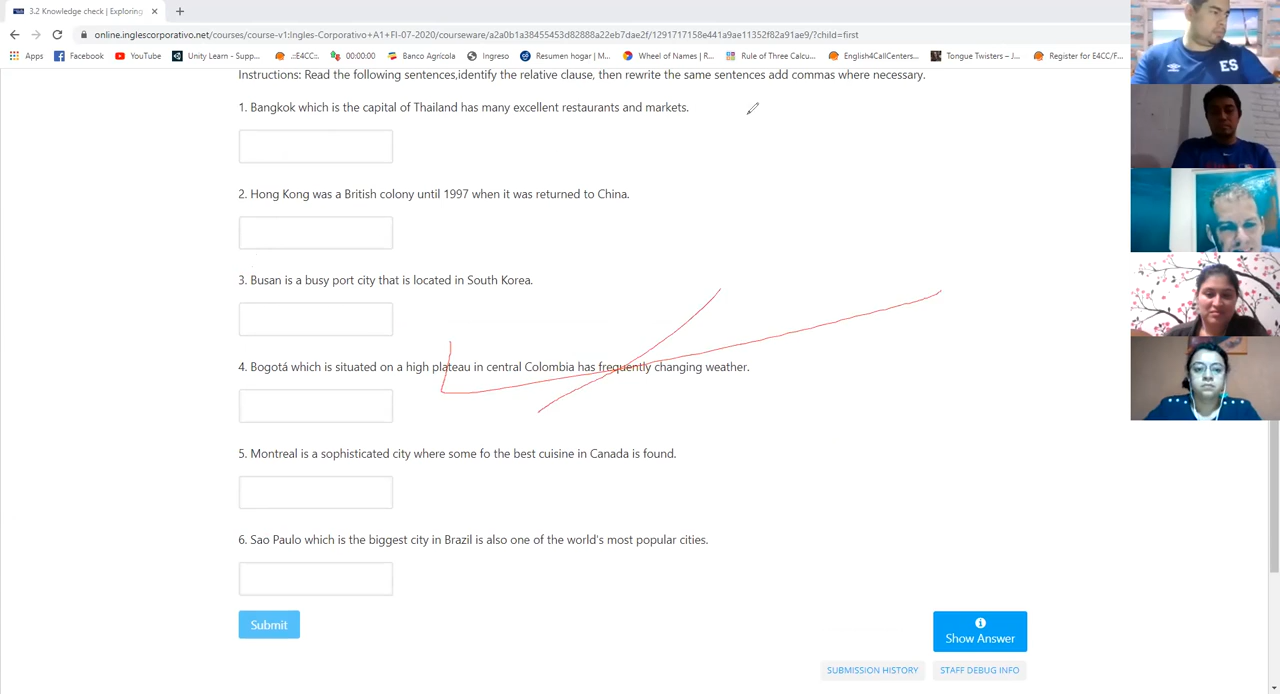 3.2 Knowledge check | Exploring
online.inglescorporativo.net/courses/course-v1:Ingles-Corporativo+A1+FI-07-2020/courseware/a2a0b1a38455453d82888a22eb7dae2f/1291717158e441a9ae11352f82a91ae9/?child=first
Apps Facebook YouTube Unity Learn - Supp... .::E4CC::. 00:00:00 Banco Agrícola Ingreso Resumen hogar | M... Wheel of Names | R... Rule of Three Calcu... English4CallCenters... Tongue Twisters – J... Register for E4CC/F...
Instructions: Read the following sentences,identify the relative clause, then rewrite the same sentences add commas where necessary.
1. Bangkok which is the capital of Thailand has many excellent restaurants and markets.
2. Hong Kong was a British colony until 1997 when it was returned to China.
3. Busan is a busy port city that is located in South Korea.
4. Bogotá which is situated on a high plateau in central Colombia has frequently changing weather.
5. Montreal is a sophisticated city where some fo the best cuisine in Canada is found.
6. Sao Paulo which is the biggest city in Brazil is also one of the world's most popular cities.
Submit
Show Answer
SUBMISSION HISTORY STAFF DEBUG INFO
ES